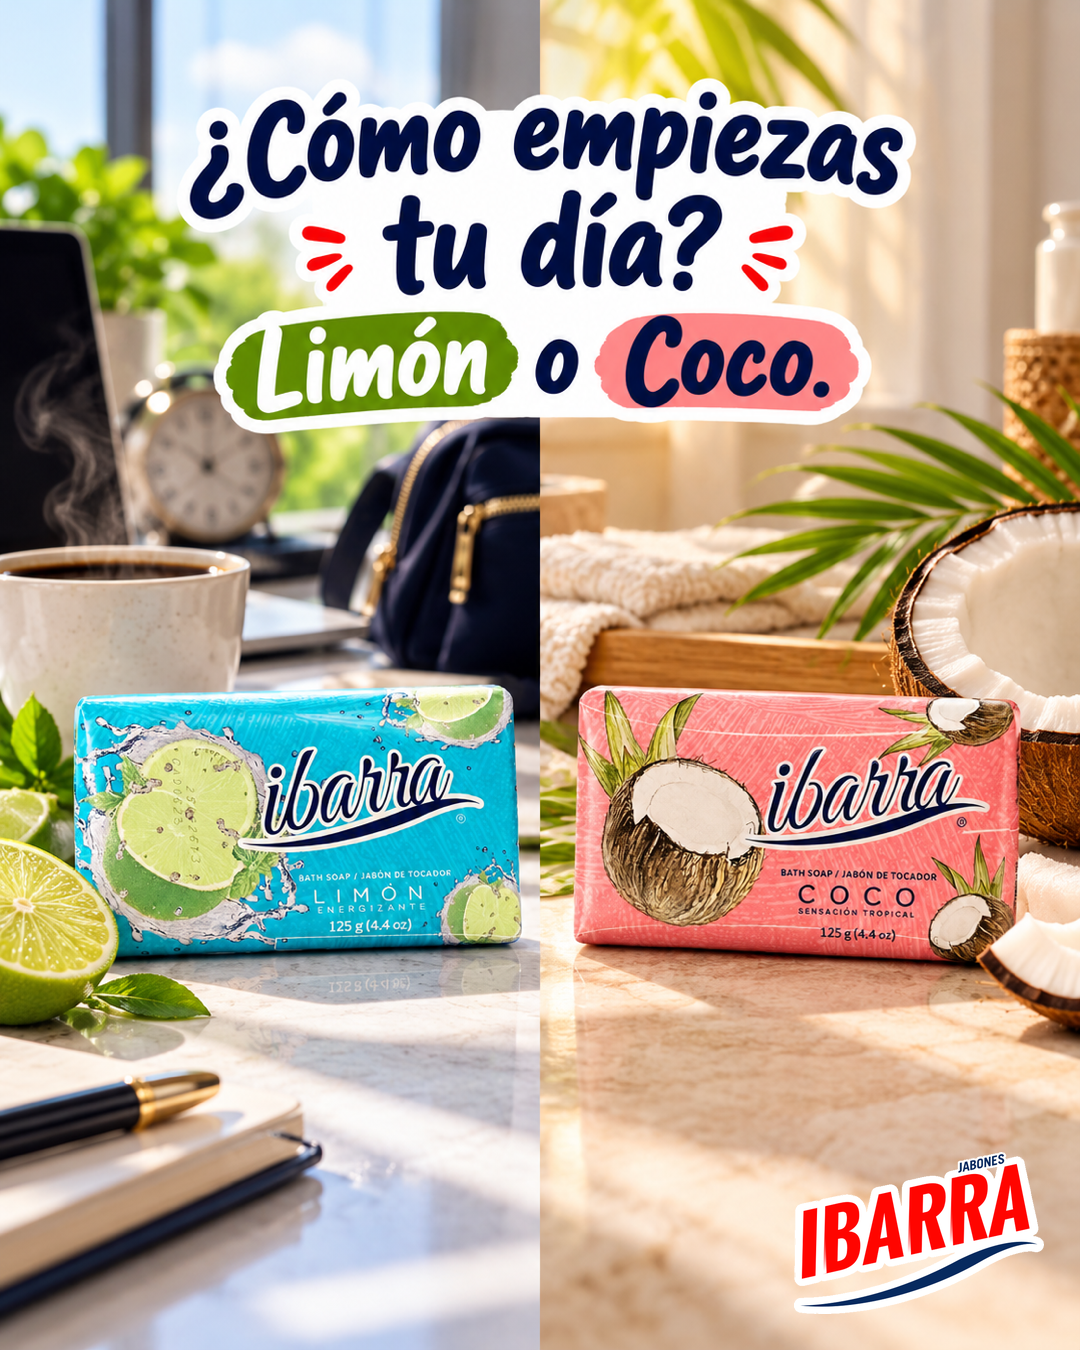 ¿Cómo empiezas
tu día?
Limón o Coco.
ibarra
®
BATH SOAP / JABÓN DE TOCADOR
LIMÓN
ENERGIZANTE
125 g (4.4 oz)
ibarra
®
BATH SOAP / JABÓN DE TOCADOR
COCO
SENSACIÓN TROPICAL
125 g (4.4 oz)
JABONES
IBARRA